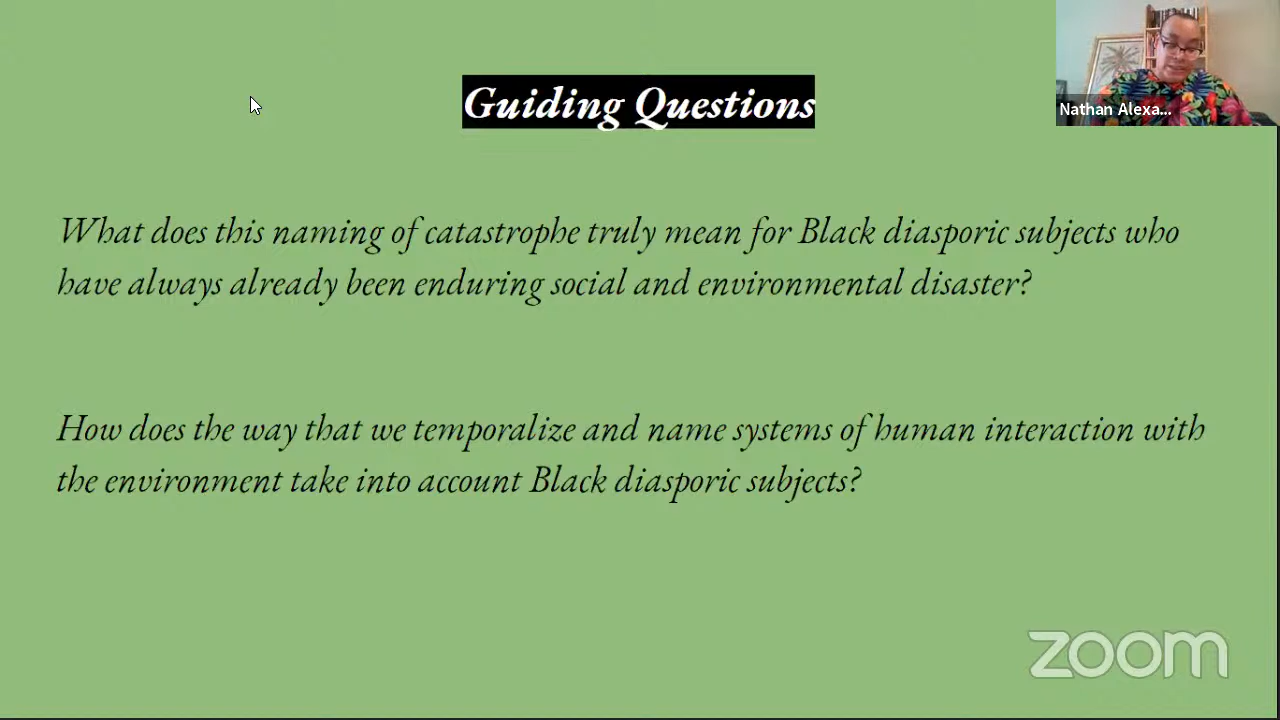 Guiding Questions
Nathan Alexa...
What does this naming of catastrophe truly mean for Black diasporic subjects who
have always already been enduring social and environmental disaster?
How does the way that we temporalize and name systems of human interaction with
the environment take into account Black diasporic subjects?
zoom